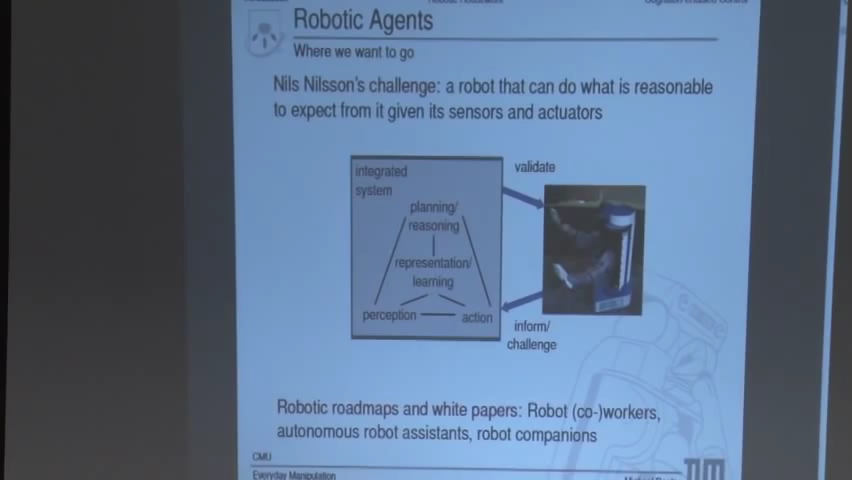 Robotic Agents
Where we want to go
Nils Nilsson's challenge: a robot that can do what is reasonable
to expect from it given its sensors and actuators
integrated
system
planning/
reasoning
representation/
learning
perception
action
validate
inform/
challenge
Robotic roadmaps and white papers: Robot (co-)workers,
autonomous robot assistants, robot companions
CMU
Everyday Manipulation